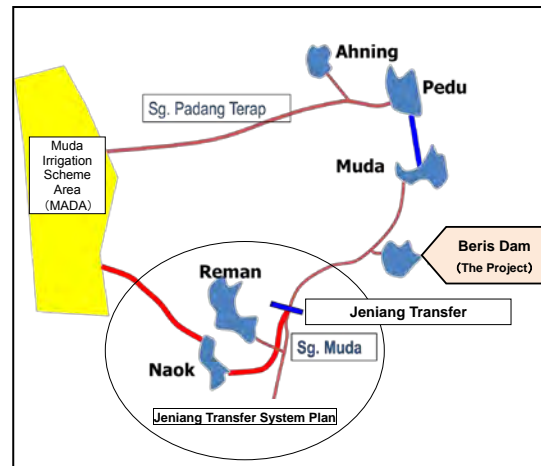 Ahning
Pedu
Sg. Padang Terap
Muda
Irrigation
Scheme
Area
(MADA)
Muda
Beris Dam
(The Project)
Reman
Jeniang Transfer
Sg. Muda
Naok
Jeniang Transfer System Plan